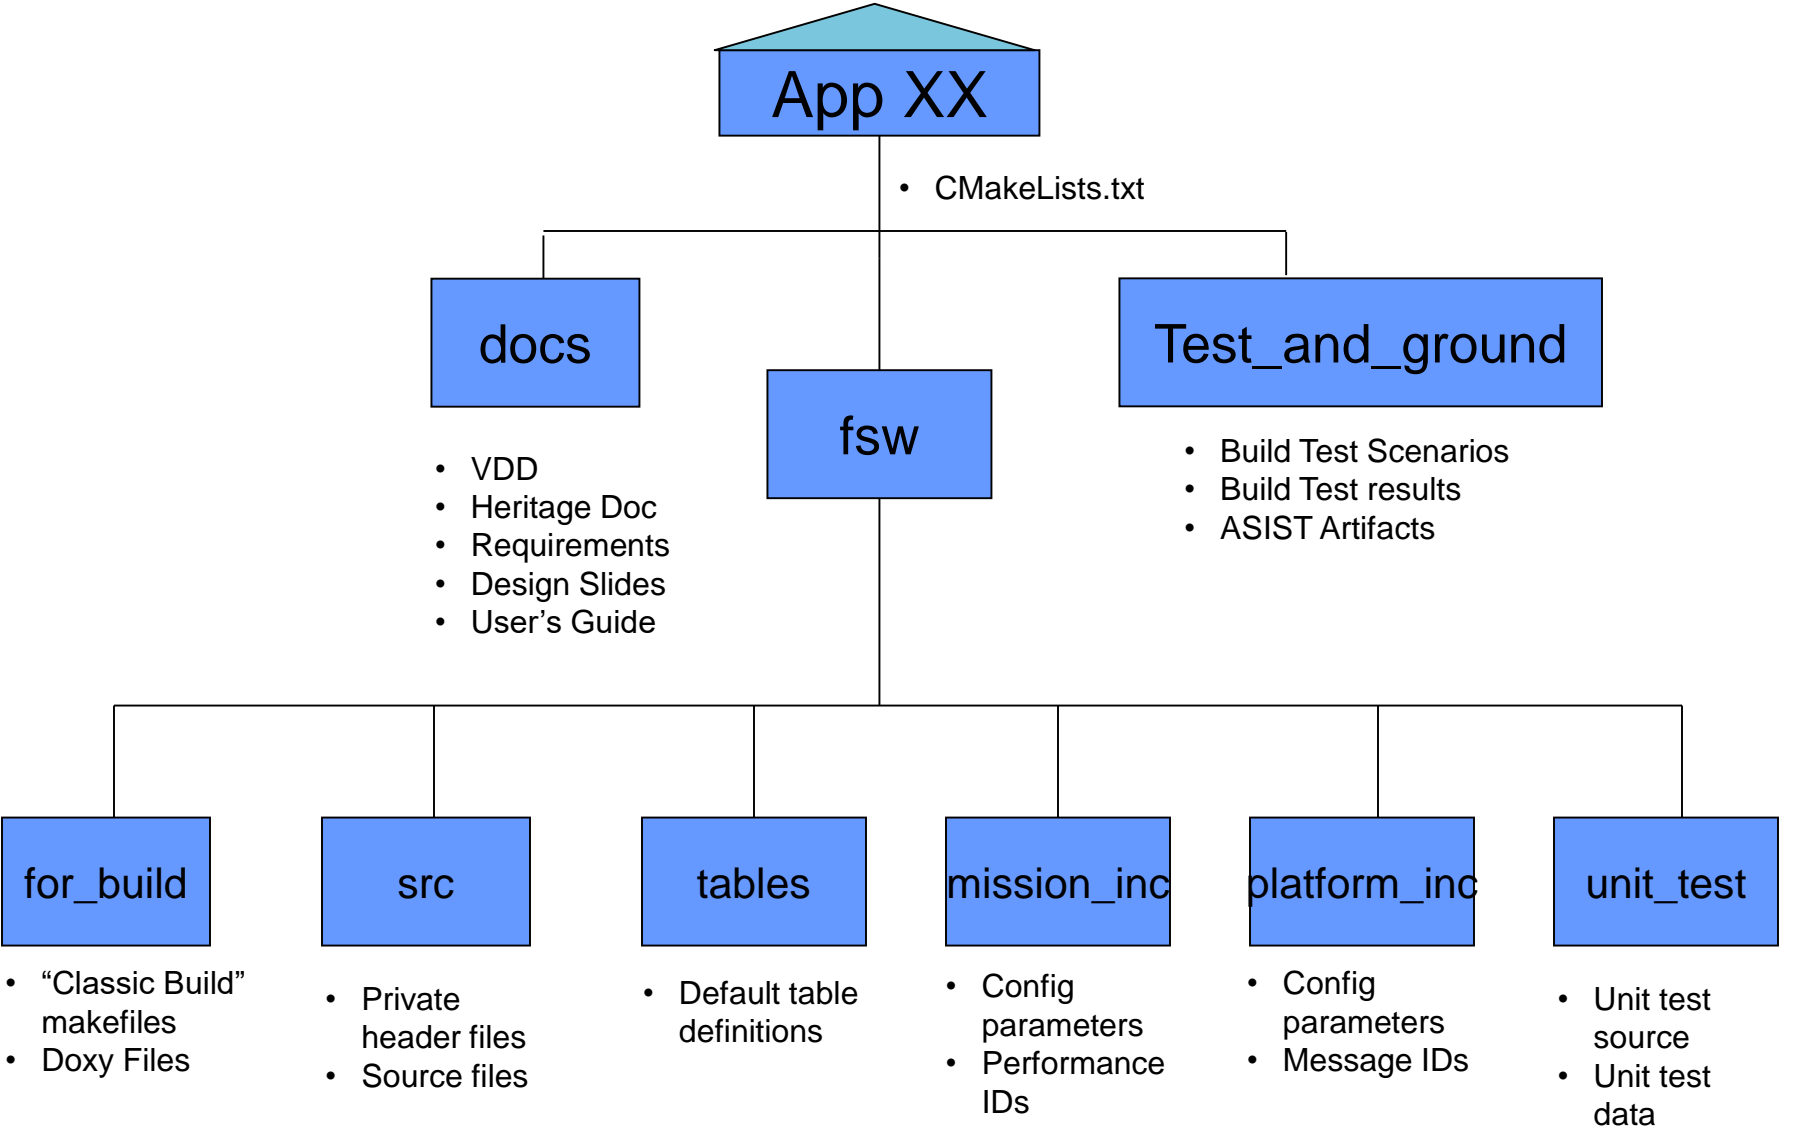 App XX
• CMakeLists.txt
docs
fsw
Test_and_ground
• VDD
• Heritage Doc
• Requirements
• Design Slides
• User’s Guide
• Build Test Scenarios
• Build Test results
• ASIST Artifacts
for_build
src
tables
mission_inc
platform_inc
unit_test
• “Classic Build”
makefiles
• Doxy Files
• Private
header files
• Source files
• Default table
definitions
• Config
parameters
• Performance
IDs
• Config
parameters
• Message IDs
• Unit test
source
• Unit test
data